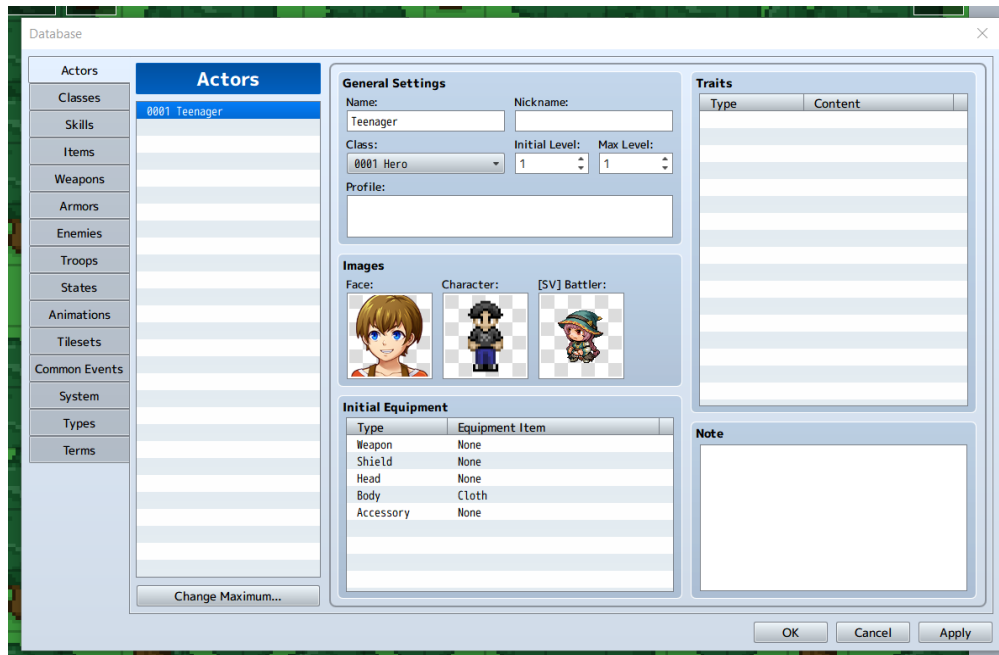 Database
Actors
Classes
Skills
Items
Weapons
Armors
Enemies
Troops
States
Animations
Tilesets
Common Events
System
Types
Terms
Actors
0001 Teenager
Change Maximum...
General Settings
Name: Nickname:
Teenager
Class: Initial Level: Max Level:
0001 Hero 1 1
Profile:
Images
Face: Character: [SV] Battler:
Initial Equipment
Type Equipment Item
Weapon None
Shield None
Head None
Body Cloth
Accessory None
Traits
Type Content
Note
OK Cancel Apply